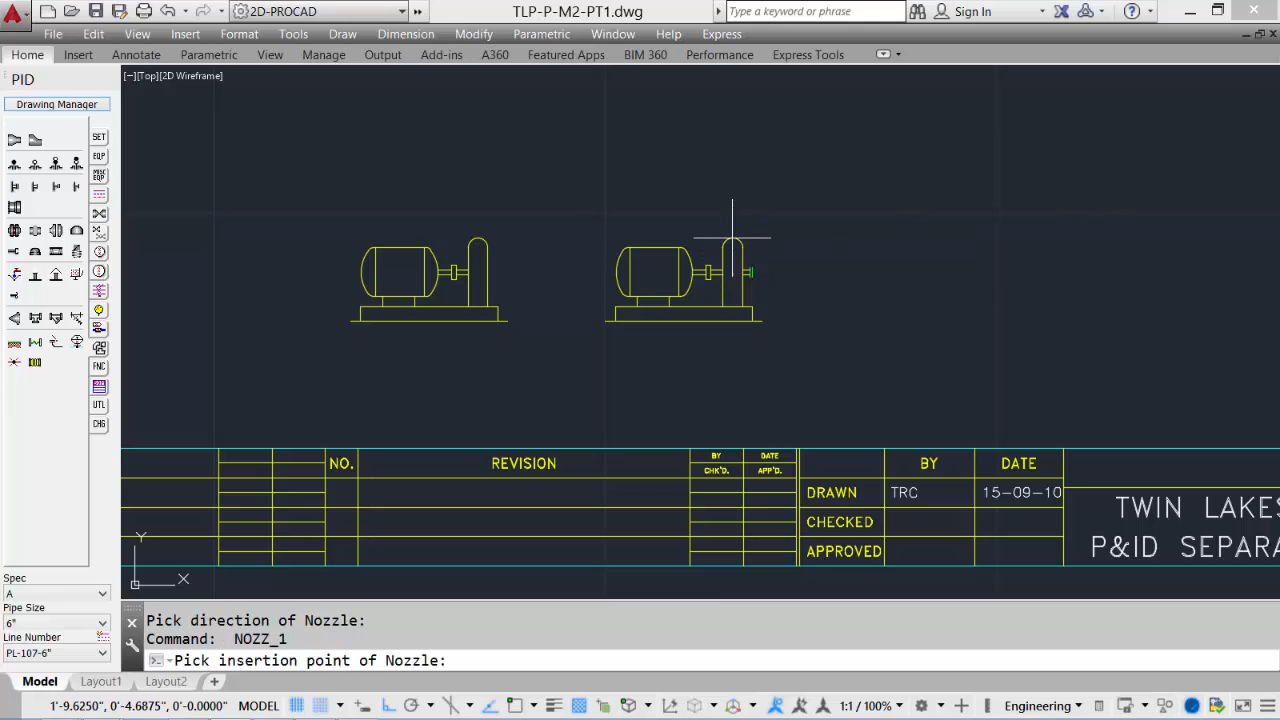 2D-PROCAD
TLP-P-M2-PT1.dwg
Type a keyword or phrase
Sign In
File Edit View Insert Format Tools Draw Dimension Modify Parametric Window Help Express
Home Insert Annotate Parametric View Manage Output Add-ins A360 Featured Apps BIM 360 Performance Express Tools
PID
[−][Top][2D Wireframe]
Drawing Manager
SET
EQP
MISC
EQP
FNC
UTL
CHG
NO.
REVISION
BY
CHK'D.
DATE
APP'D.
BY
DATE
DRAWN
TRC
15-09-10
CHECKED
APPROVED
TWIN LAKES
P&ID SEPARA
Y
X
Spec
A
Pipe Size
6"
Line Number
PL-107-6"
Pick direction of Nozzle:
Command: NOZZ_1
Pick insertion point of Nozzle:
Model Layout1 Layout2
1'-9.6250", 0'-4.6875", 0'-0.0000" MODEL
1:1 / 100%
Engineering